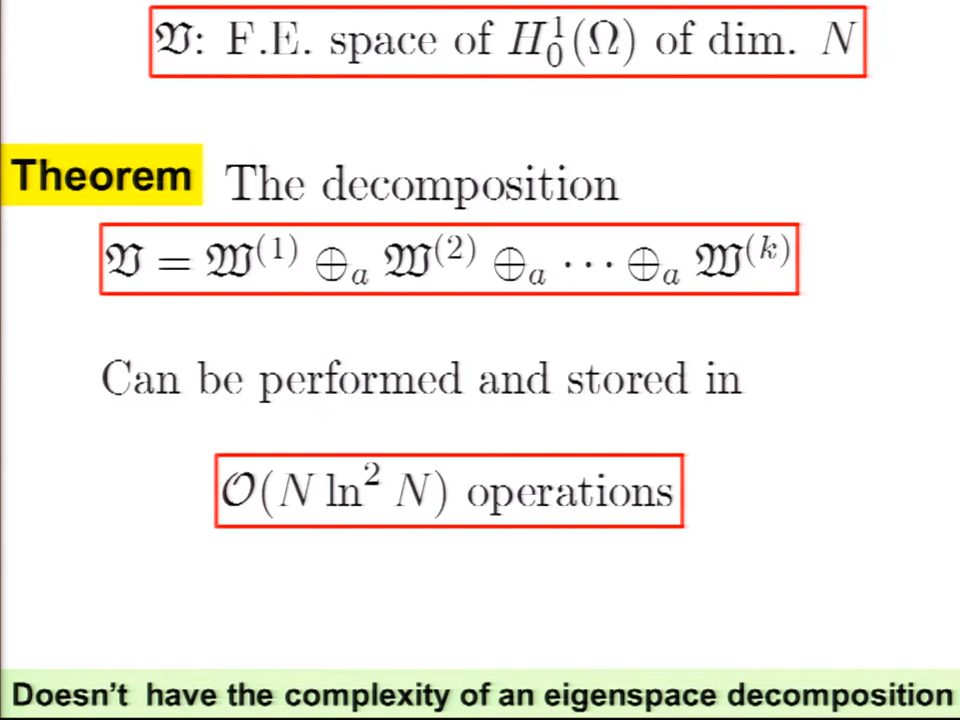 𝔙: F.E. space of H₀¹(Ω) of dim. N
Theorem The decomposition
𝔙 = 𝔚⁽¹⁾ ⊕ₐ 𝔚⁽²⁾ ⊕ₐ ··· ⊕ₐ 𝔚⁽ᵏ⁾
Can be performed and stored in
𝒪(N ln² N) operations
Doesn't have the complexity of an eigenspace decomposition